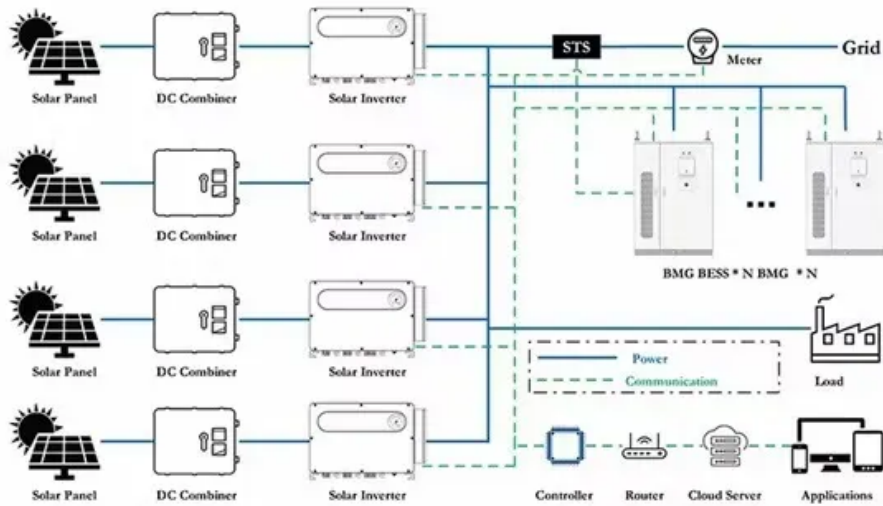 STS
Meter
Grid
Solar Panel
DC Combiner
Solar Inverter
Solar Panel
DC Combiner
Solar Inverter
BMG BESS * N BMG * N
Solar Panel
DC Combiner
Solar Inverter
Power
Communication
Load
Solar Panel
DC Combiner
Solar Inverter
Controller
Router
Cloud Server
Applications